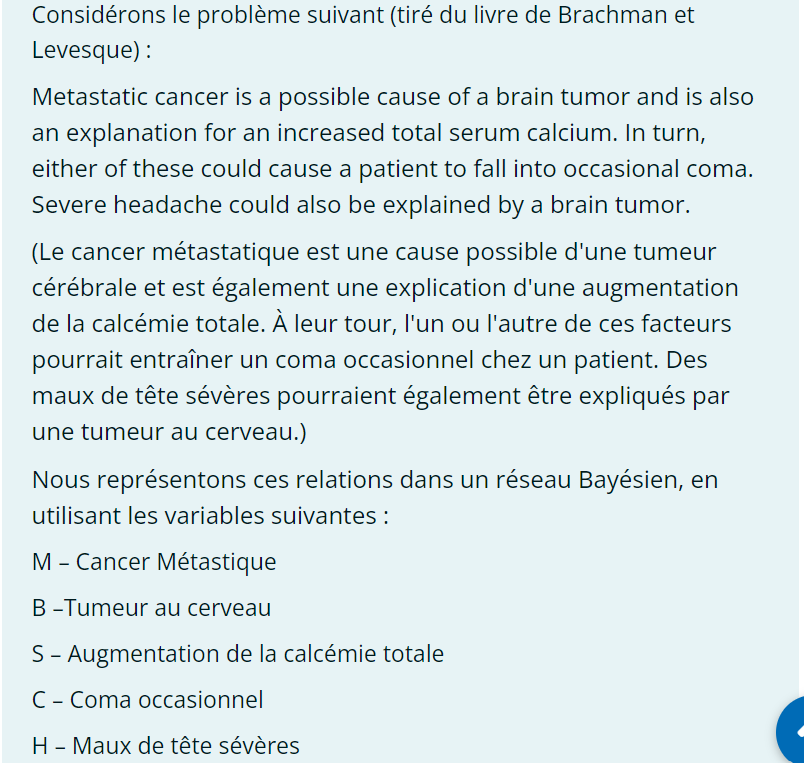 Considérons le problème suivant (tiré du livre de Brachman et
Levesque) :
Metastatic cancer is a possible cause of a brain tumor and is also
an explanation for an increased total serum calcium. In turn,
either of these could cause a patient to fall into occasional coma.
Severe headache could also be explained by a brain tumor.
(Le cancer métastatique est une cause possible d'une tumeur
cérébrale et est également une explication d'une augmentation
de la calcémie totale. À leur tour, l'un ou l'autre de ces facteurs
pourrait entraîner un coma occasionnel chez un patient. Des
maux de tête sévères pourraient également être expliqués par
une tumeur au cerveau.)
Nous représentons ces relations dans un réseau Bayésien, en
utilisant les variables suivantes :
M – Cancer Métastique
B –Tumeur au cerveau
S – Augmentation de la calcémie totale
C – Coma occasionnel
H – Maux de tête sévères